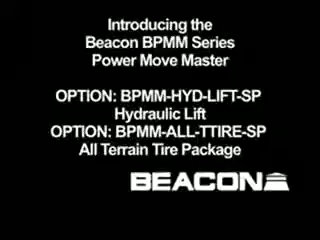 Introducing the
Beacon BPMM Series
Power Move Master
OPTION: BPMM-HYD-LIFT-SP
Hydraulic Lift
OPTION: BPMM-ALL-TTIRE-SP
All Terrain Tire Package
BEACON